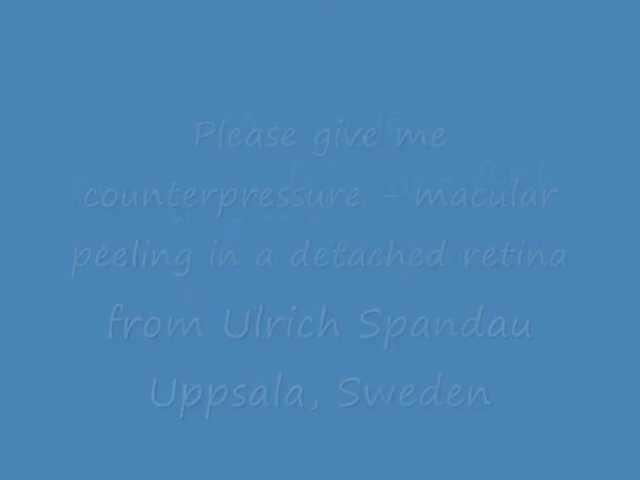 Please give me
counterpressure - macular
peeling in a detached retina
from Ulrich Spandau
Uppsala, Sweden